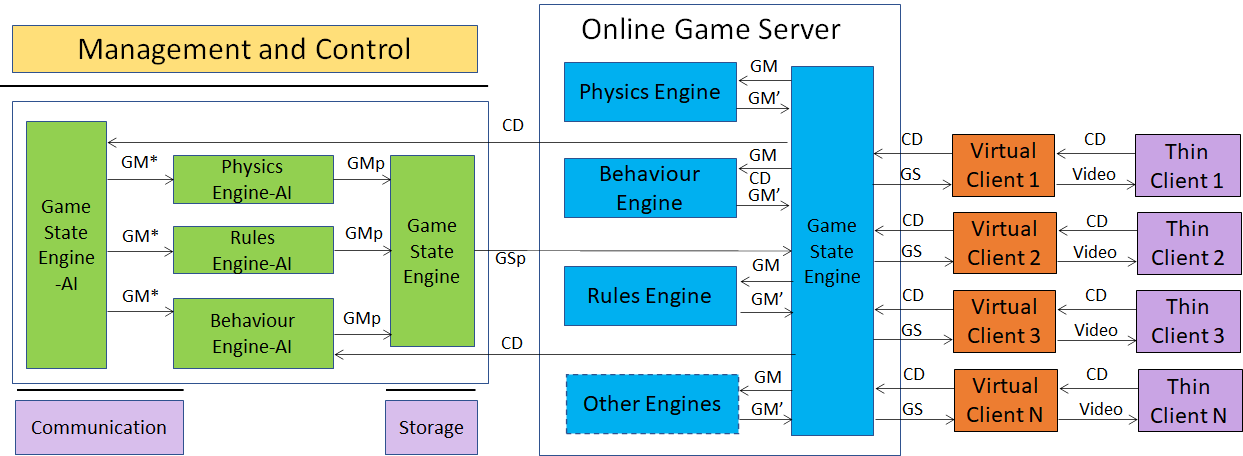 Management and Control
Game
State
Engine
-AI
GM*
GM*
GM*
Physics
Engine-AI
Rules
Engine-AI
Behaviour
Engine-AI
GMp
GMp
GMp
Game
State
Engine
Communication
Storage
CD
GSp
CD
Online Game Server
Physics Engine
GM
GM’
Behaviour
Engine
GM
CD
GM’
Rules Engine
GM
GM’
Other Engines
GM
GM’
Game
State
Engine
CD
GS
Virtual
Client 1
CD
Video
Thin
Client 1
CD
GS
Virtual
Client 2
CD
Video
Thin
Client 2
CD
GS
Virtual
Client 3
CD
Video
Thin
Client 3
CD
GS
Virtual
Client N
CD
Video
Thin
Client N